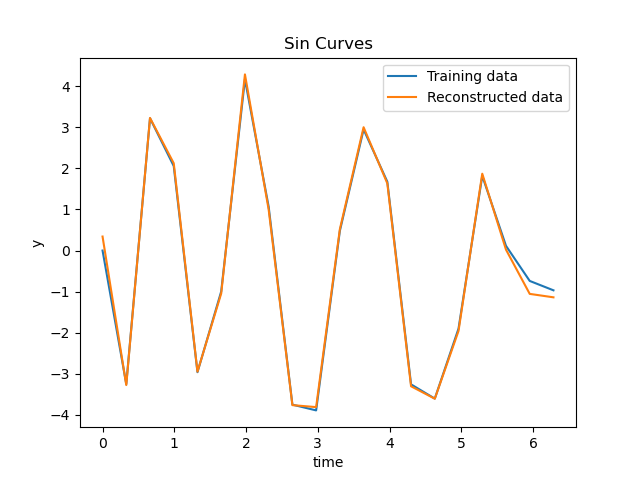 Sin Curves
Training data
Reconstructed data
4
3
2
1
0
−1
−2
−3
−4
y
0 1 2 3 4 5 6
time